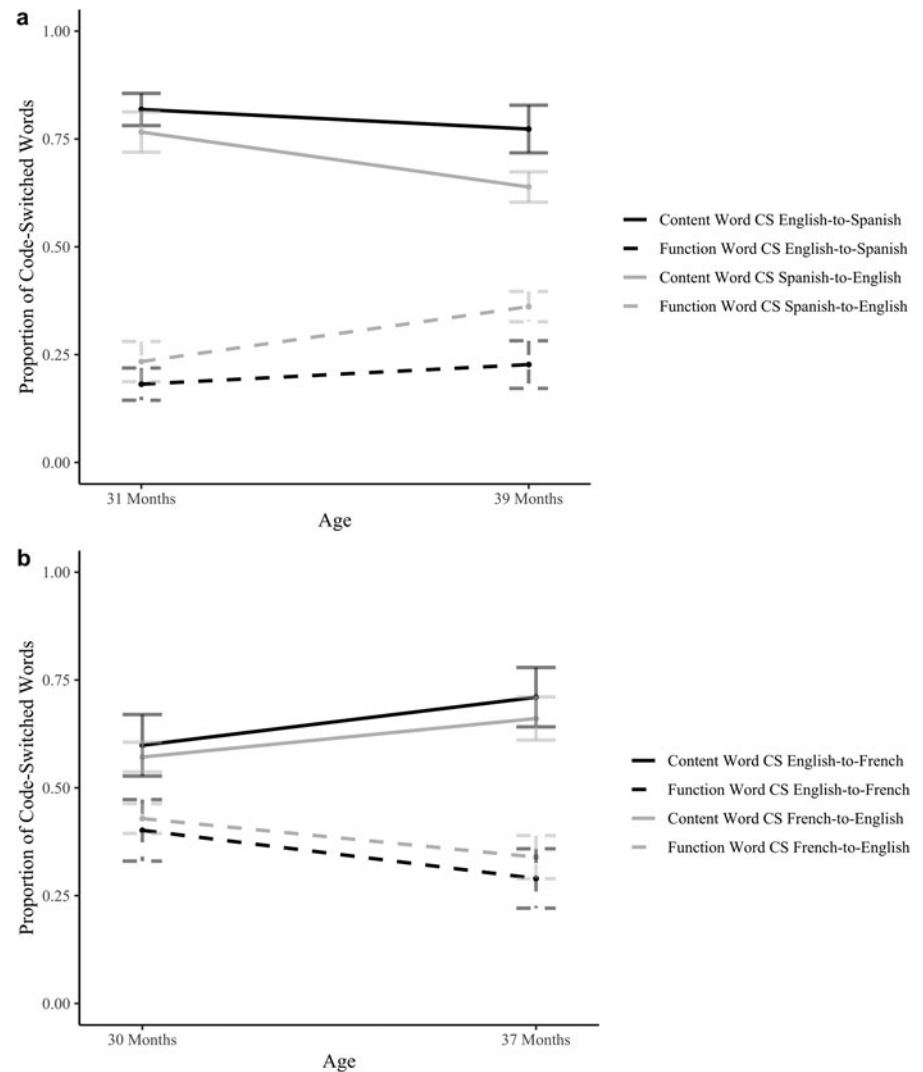 a
1.00
0.75
0.50
0.25
0.00
Proportion of Code-Switched Words
31 Months
39 Months
Age
Content Word CS English-to-Spanish
Function Word CS English-to-Spanish
Content Word CS Spanish-to-English
Function Word CS Spanish-to-English
b
1.00
0.75
0.50
0.25
0.00
Proportion of Code-Switched Words
30 Months
37 Months
Age
Content Word CS English-to-French
Function Word CS English-to-French
Content Word CS French-to-English
Function Word CS French-to-English